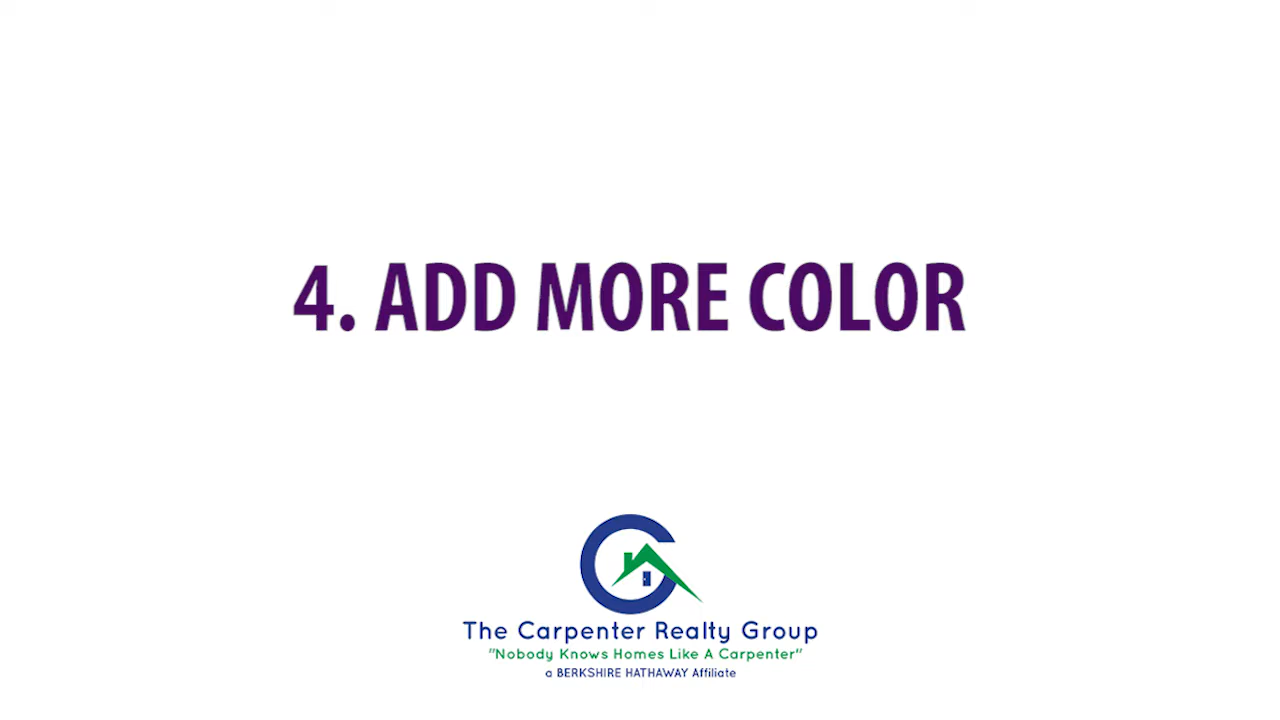 4. ADD MORE COLOR
The Carpenter Realty Group
"Nobody Knows Homes Like A Carpenter"
a BERKSHIRE HATHAWAY Affiliate